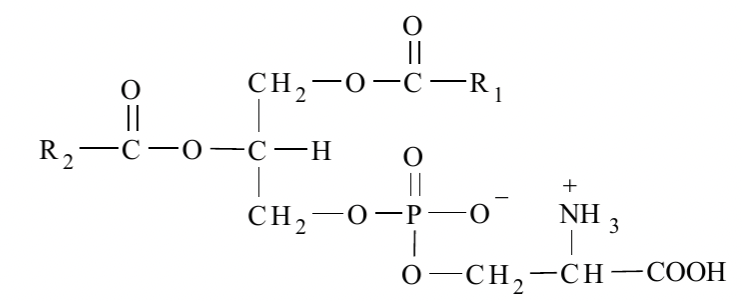 O
CH2—O—C—R1
O
R2—C—O—C—H
O
CH2—O—P—O−
+
NH3
O—CH2—CH—COOH